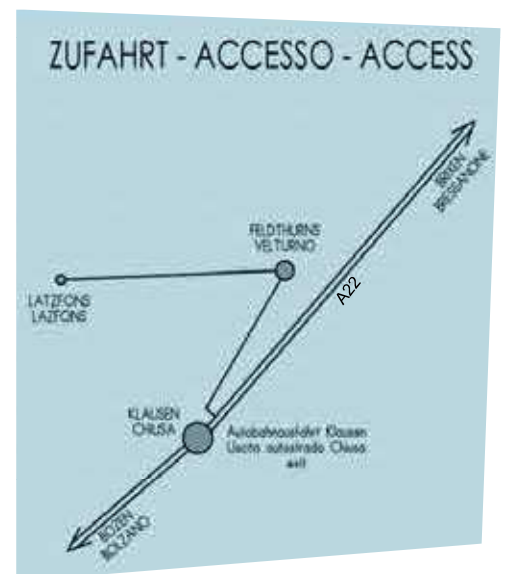 ZUFAHRT - ACCESSO - ACCESS
BRIXEN
BRESSANONE
FELDTHURNS
VELTURNO
A22
LATZFONS
LAZFONS
KLAUSEN
CHIUSA
Autobahnausfahrt Klausen
Uscita autostrada Chiusa
exit
BOZEN
BOLZANO